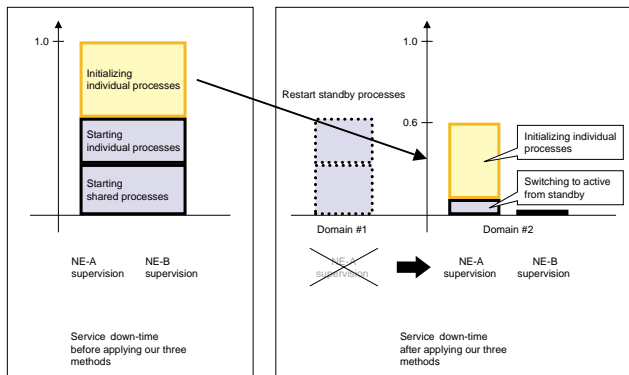 1.0
Initializing
individual processes
Starting
individual processes
Starting
shared processes
NE-A
supervision
NE-B
supervision
Service down-time
before applying our three
methods
1.0
Restart standby processes
0.6
Initializing individual
processes
Switching to active
from standby
Domain #1
Domain #2
NE-A
supervision
NE-A
supervision
NE-B
supervision
Service down-time
after applying our three
methods